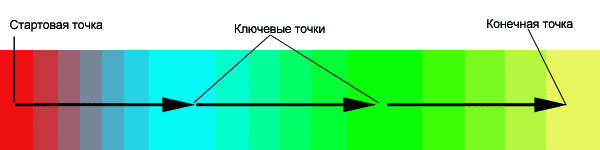 Стартовая точка
Ключевые точки
Конечная точка